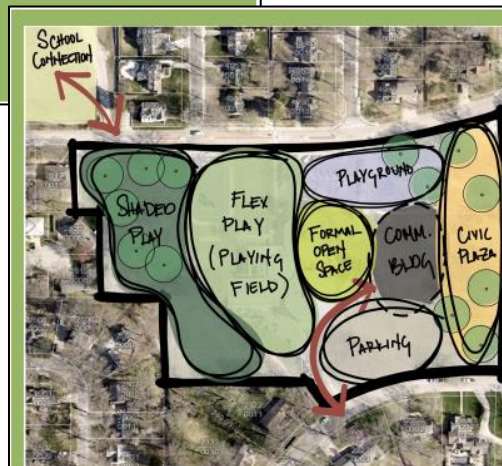 SCHOOL
CONNECTION
SHADED
PLAY
FLEX
PLAY
(PLAYING
FIELD)
PLAYGROUND
FORMAL
OPEN
SPACE
COMM.
BLDG
CIVIC
PLAZA
PARKING